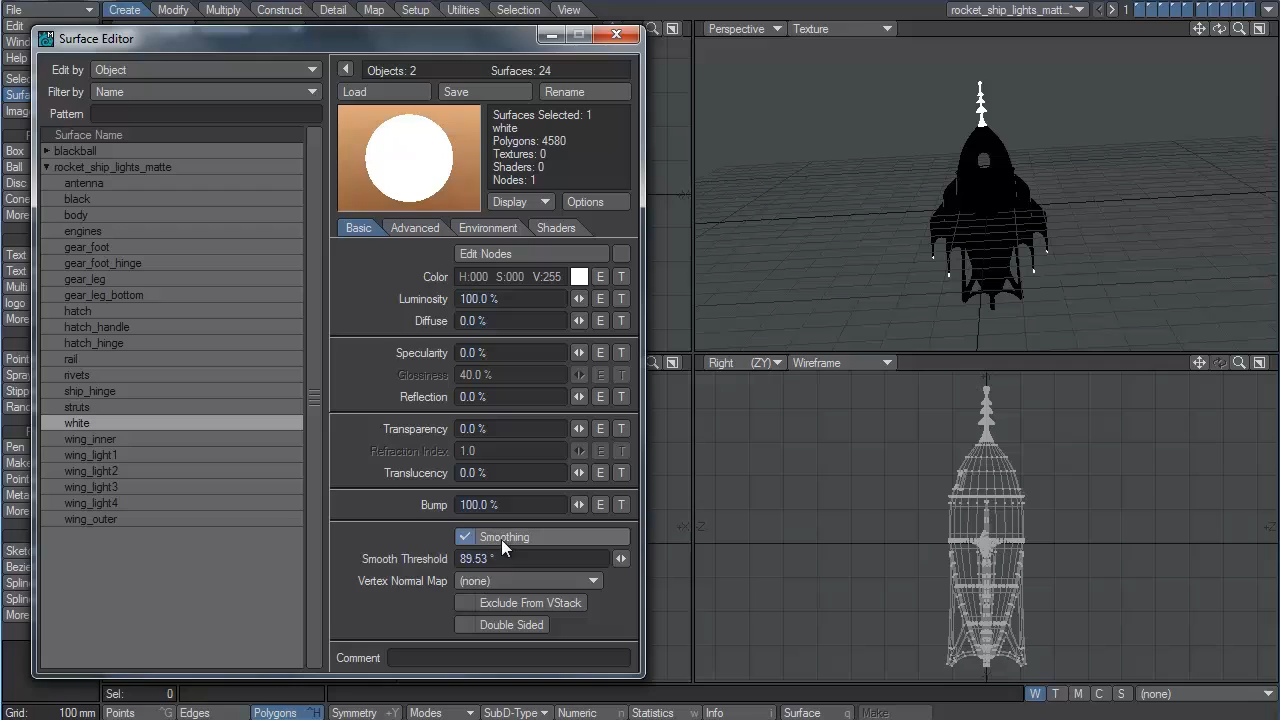 File
Create Modify Multiply Construct Detail Map Setup Utilities Selection View
rocket_ship_lights_matt..* 1
Edit
Wind
Help
Selec
Surfa
Imag
Box
Ball
Disc
Cone
More
Text
Text
Multi
logo
More
Point
Spray
Stipp
Rand
Pen
Make
Point
Meta
More
Sketc
Bezie
Spline
Spline
More
Surface Editor
Edit by Object
Filter by Name
Pattern
Surface Name
blackball
rocket_ship_lights_matte
antenna
black
body
engines
gear_foot
gear_foot_hinge
gear_leg
gear_leg_bottom
hatch
hatch_handle
hatch_hinge
rail
rivets
ship_hinge
struts
white
wing_inner
wing_light1
wing_light2
wing_light3
wing_light4
wing_outer
Objects: 2 Surfaces: 24
Load Save Rename
Surfaces Selected: 1
white
Polygons: 4580
Textures: 0
Shaders: 0
Nodes: 1
Display Options
Basic Advanced Environment Shaders
Edit Nodes
Color H:000 S:000 V:255 E T
Luminosity 100.0 % E T
Diffuse 0.0 % E T
Specularity 0.0 % E T
Glossiness 40.0 % E T
Reflection 0.0 % E T
Transparency 0.0 % E T
Refraction Index 1.0 E T
Translucency 0.0 % E T
Bump 100.0 % E T
Smoothing
Smooth Threshold 89.53 °
Vertex Normal Map (none)
Exclude From VStack
Double Sided
Comment
Perspective Texture
Right (ZY) Wireframe
Sel: 0
W T M C S (none)
Grid: 100 mm Points ^G Edges Polygons ^H Symmetry +Y Modes SubD-Type Numeric n Statistics w Info i Surface q Make